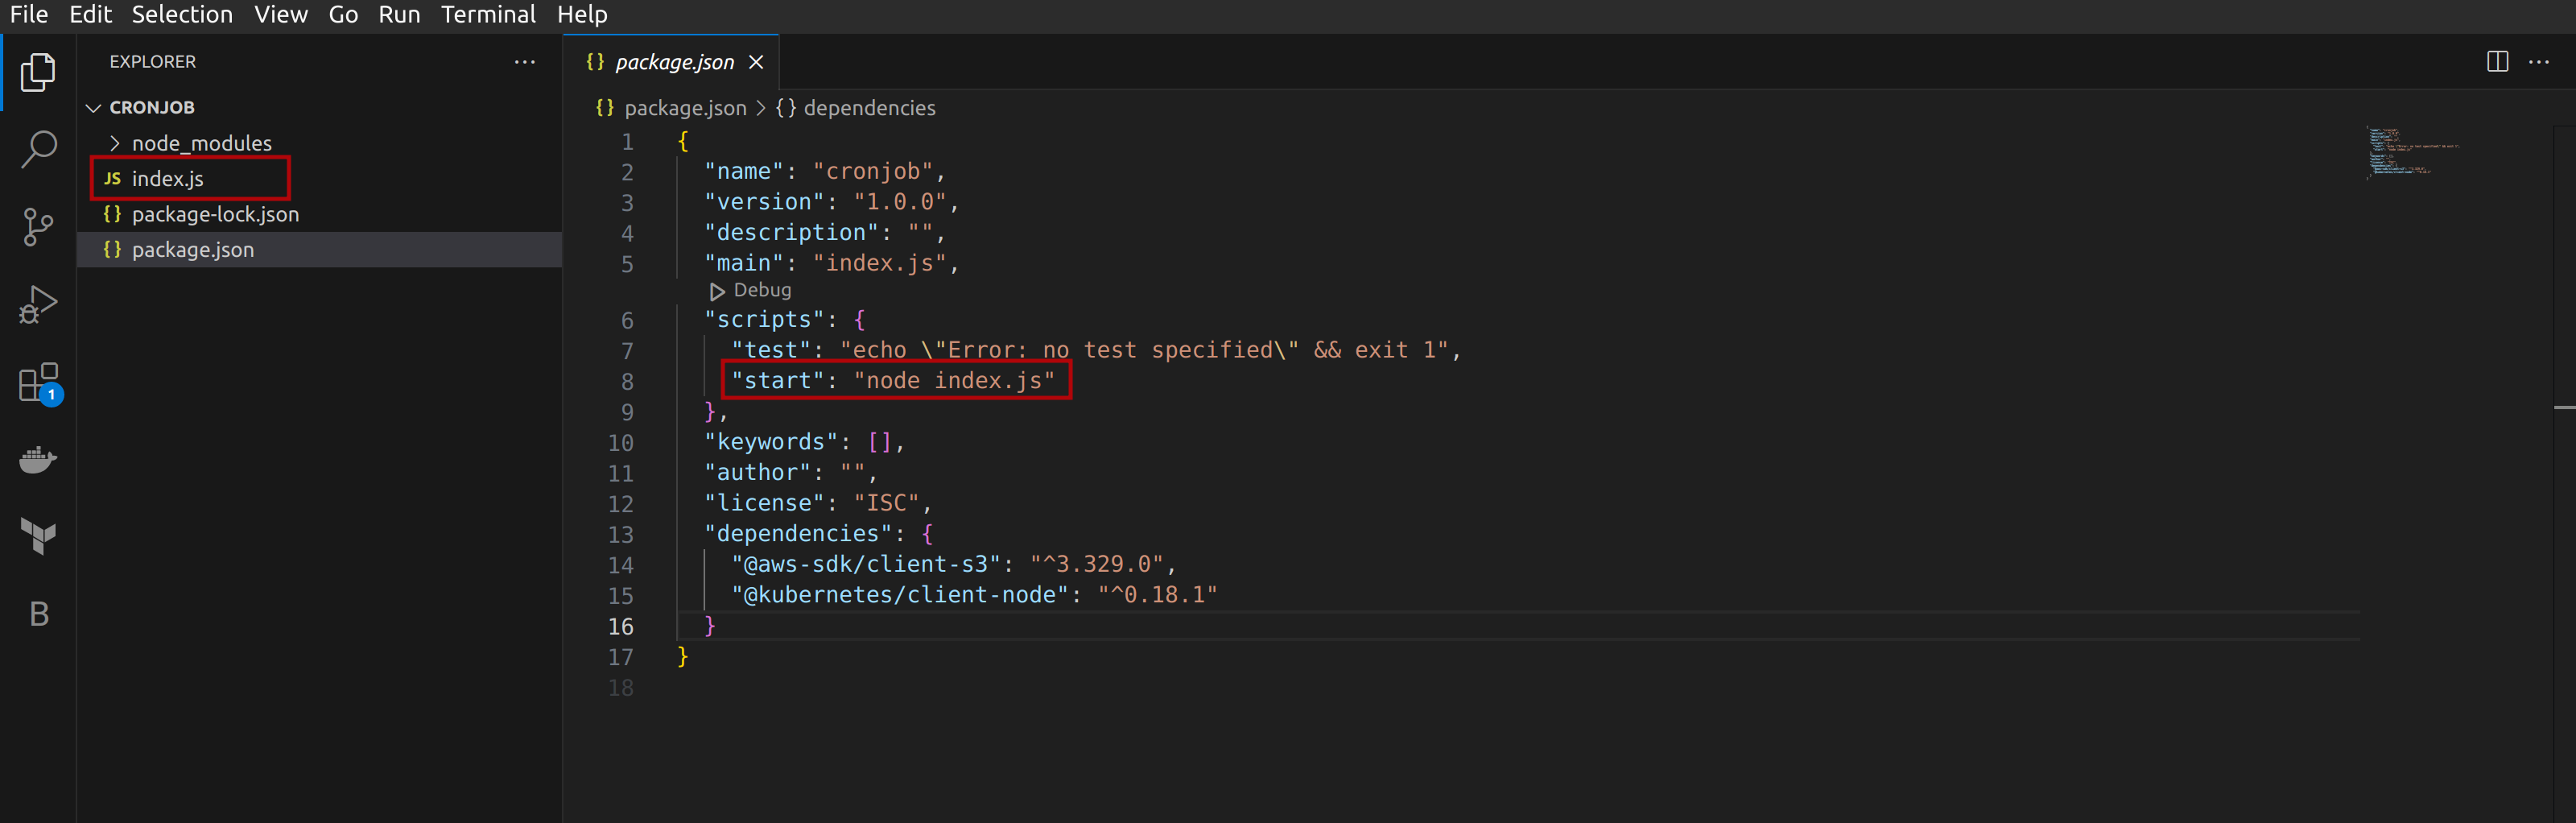 File Edit Selection View Go Run Terminal Help
EXPLORER
CRONJOB
node_modules
JS index.js
{} package-lock.json
{} package.json
1
B
{} package.json
{} package.json > {} dependencies
1 {
2 "name": "cronjob",
3 "version": "1.0.0",
4 "description": "",
5 "main": "index.js",
Debug
6 "scripts": {
7 "test": "echo \"Error: no test specified\" && exit 1",
8 "start": "node index.js"
9 },
10 "keywords": [],
11 "author": "",
12 "license": "ISC",
13 "dependencies": {
14 "@aws-sdk/client-s3": "^3.329.0",
15 "@kubernetes/client-node": "^0.18.1"
16 }
17 }
18